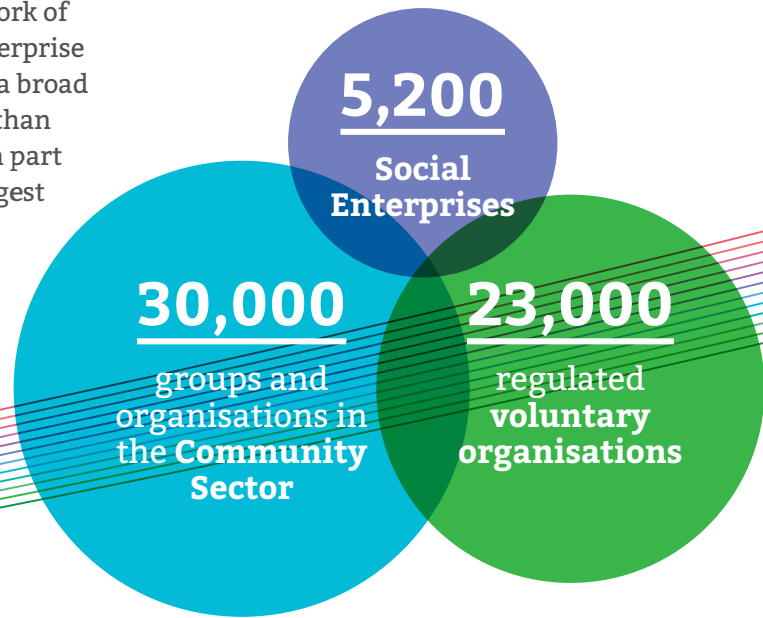 ork of
erprise
a broad
than
part
gest
5,200
Social
Enterprises
30,000
groups and
organisations in
the Community
Sector
23,000
regulated
voluntary
organisations